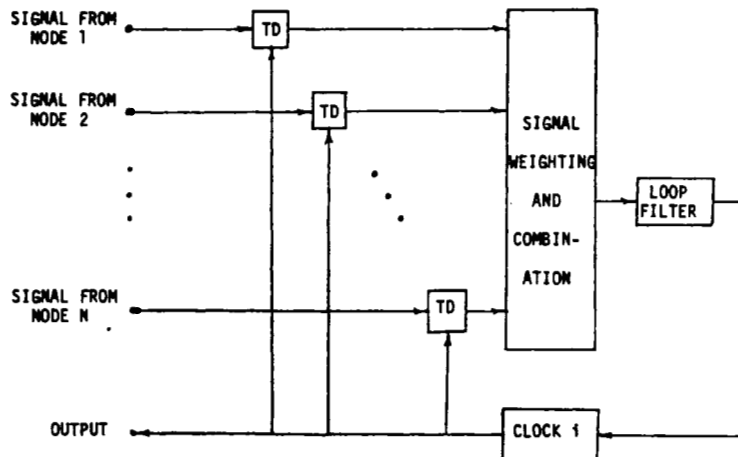 SIGNAL FROM
NODE 1
TD
SIGNAL FROM
NODE 2
TD
SIGNAL
WEIGHTING
AND
COMBIN-
ATION
LOOP
FILTER
SIGNAL FROM
NODE N
TD
OUTPUT
CLOCK i